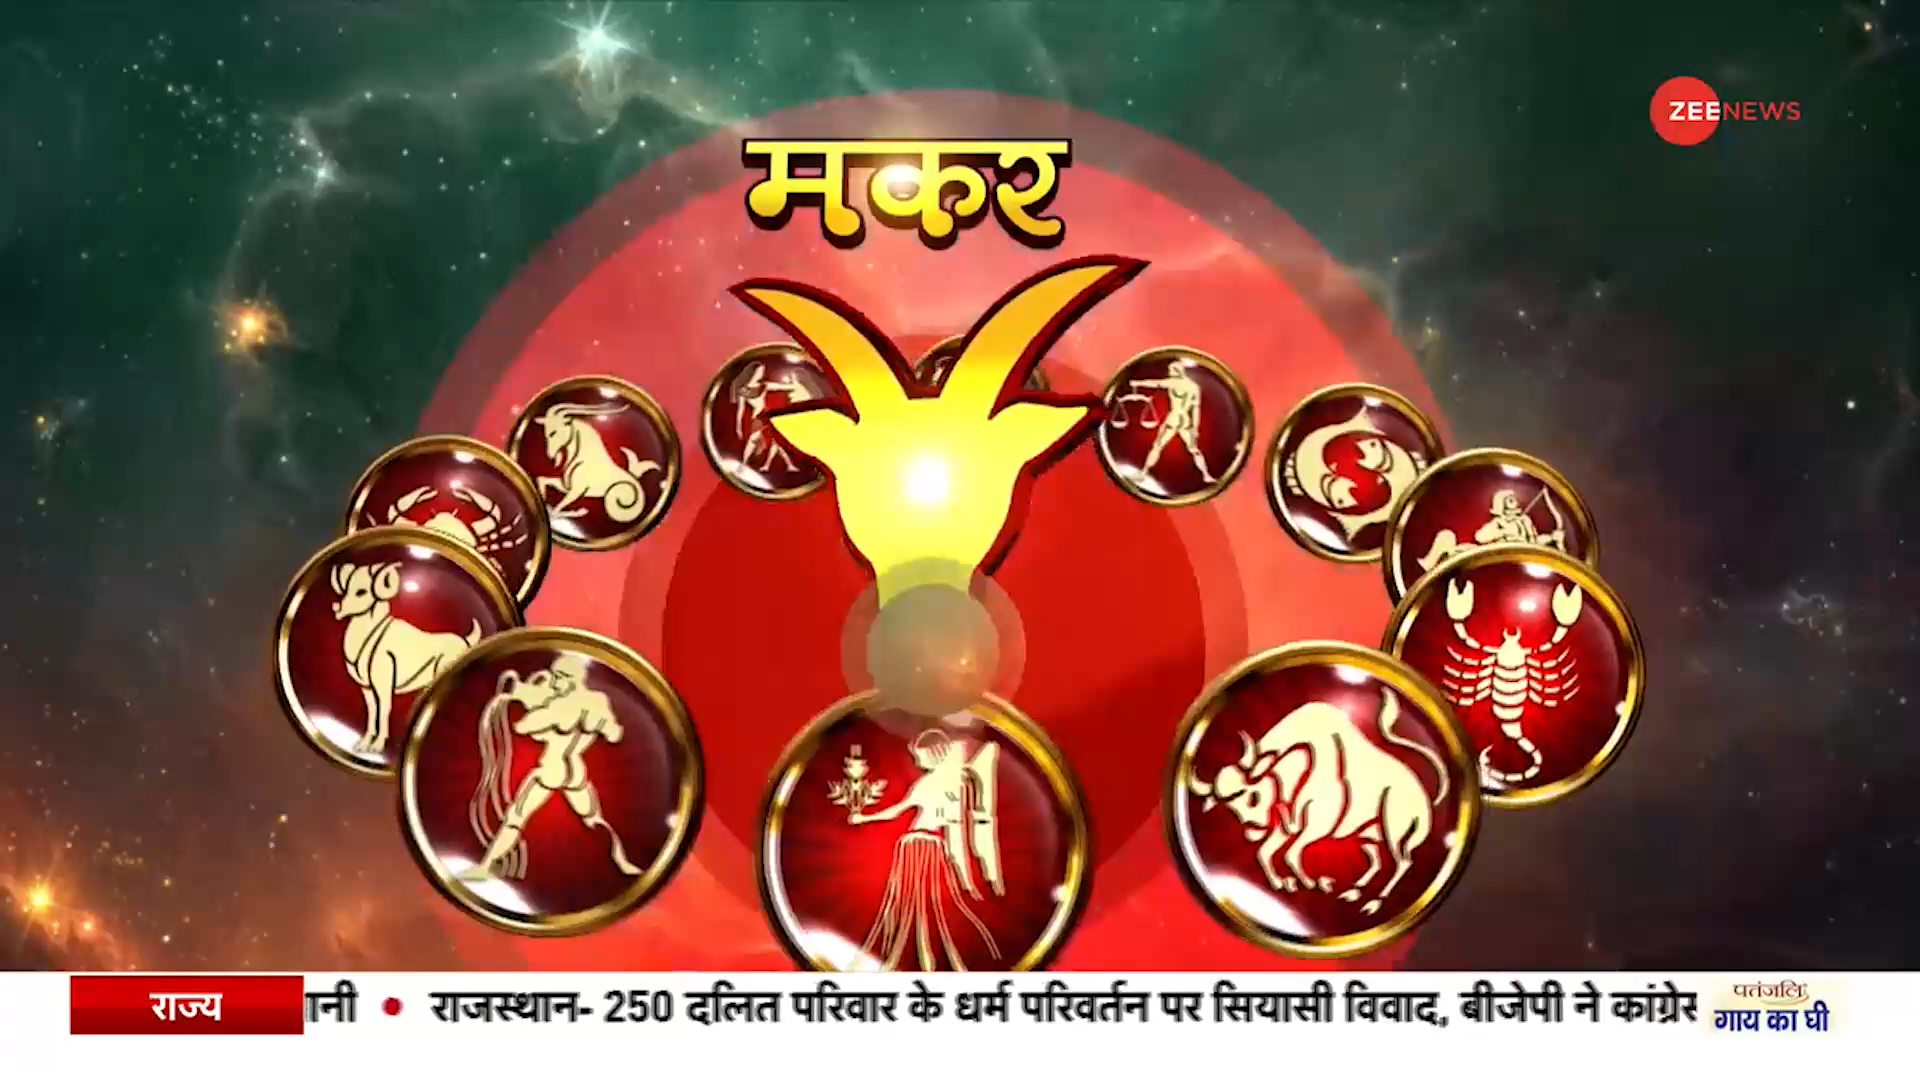 ZEENEWS
मकर
राज्य
ानी • राजस्थान- 250 दलित परिवार के धर्म परिवर्तन पर सियासी विवाद, बीजेपी ने कांग्रेस
पतंजलि
गाय का घी